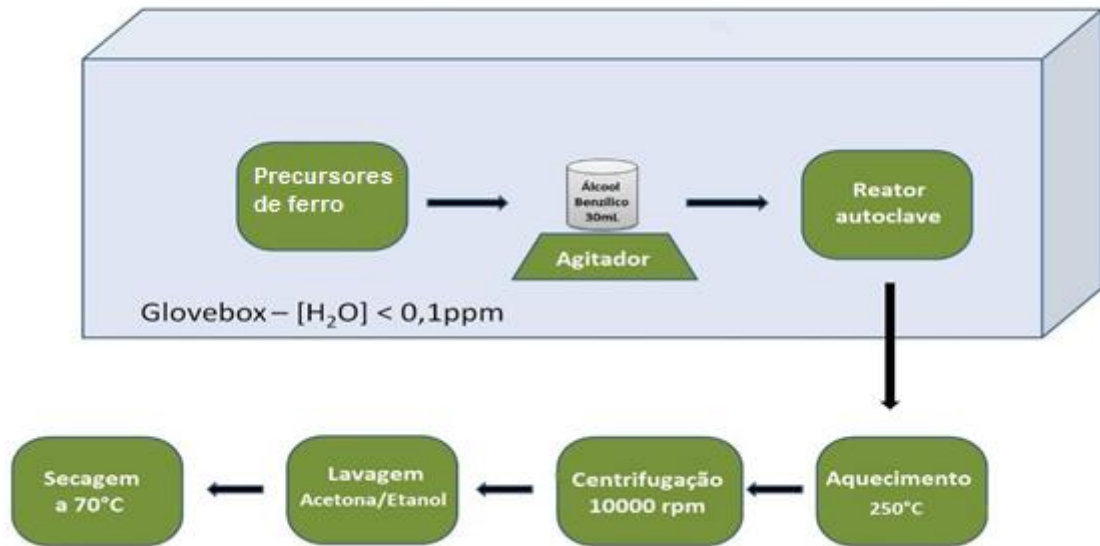 Precursores
de ferro
Álcool
Benzílico
30mL
Agitador
Reator
autoclave
Glovebox – [H₂O] < 0,1ppm
Aquecimento
250°C
Centrifugação
10000 rpm
Lavagem
Acetona/Etanol
Secagem
a 70°C